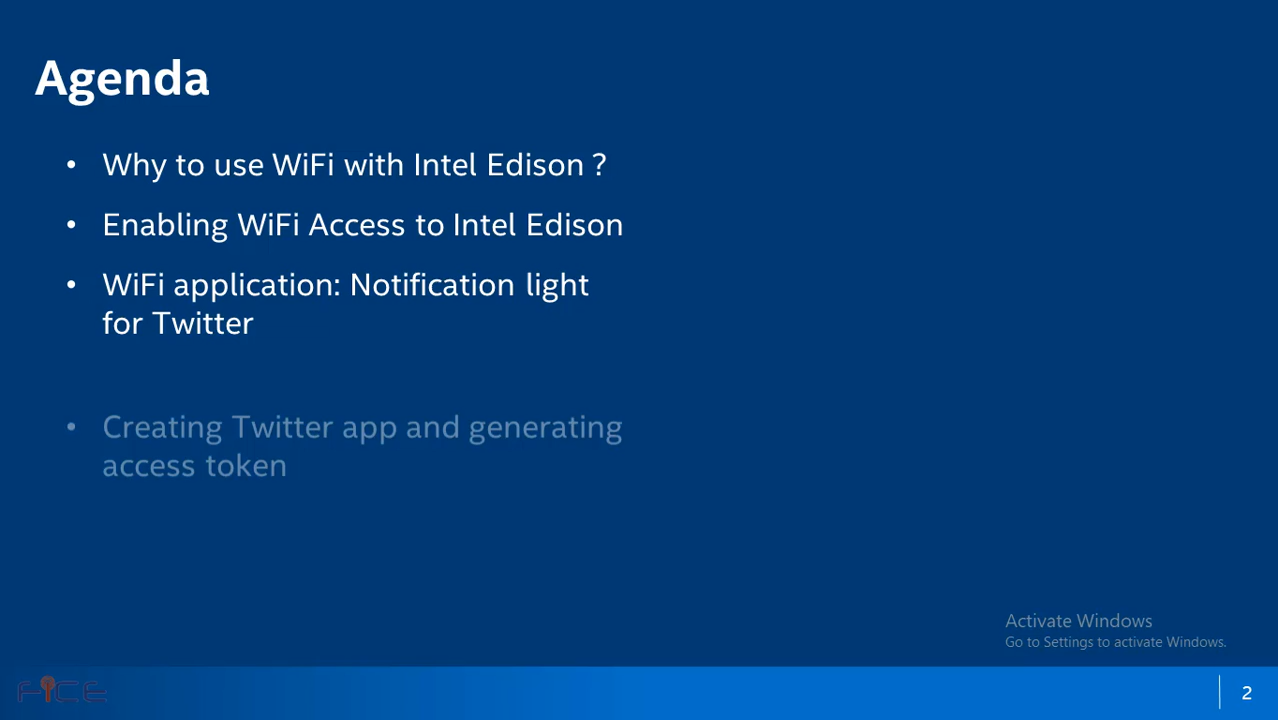 Agenda
• Why to use WiFi with Intel Edison ?
• Enabling WiFi Access to Intel Edison
• WiFi application: Notification light
for Twitter
• Creating Twitter app and generating
access token
Activate Windows
Go to Settings to activate Windows.
FICE
2